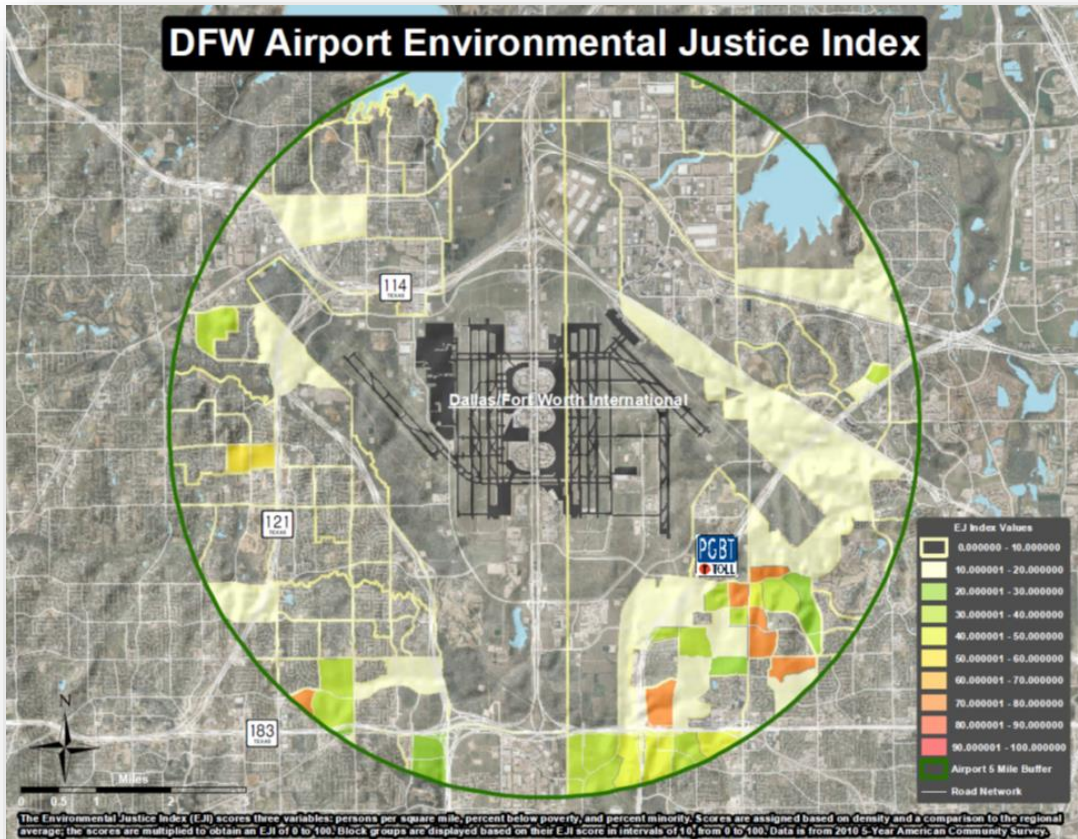 DFW Airport Environmental Justice Index
114
TEXAS
Dallas/Fort Worth International
121
TEXAS
PGBT
TOLL
183
TEXAS
N
Miles
0 0.5 1 2 3
EJ Index Values
0.000000 - 10.000000
10.000001 - 20.000000
20.000001 - 30.000000
30.000001 - 40.000000
40.000001 - 50.000000
50.000001 - 60.000000
60.000001 - 70.000000
70.000001 - 80.000000
80.000001 - 90.000000
90.000001 - 100.000000
Airport 5 Mile Buffer
Road Network
The Environmental Justice Index (EJI) scores three variables: persons per square mile, percent below poverty, and percent minority. Scores are assigned based on density and a comparison to the regional
average; the scores are multiplied to obtain an EJI of 0 to 100. Block groups are displayed based on their EJI score in intervals of 10, from 0 to 100. Data is from 2010 5-Year American Community Survey.